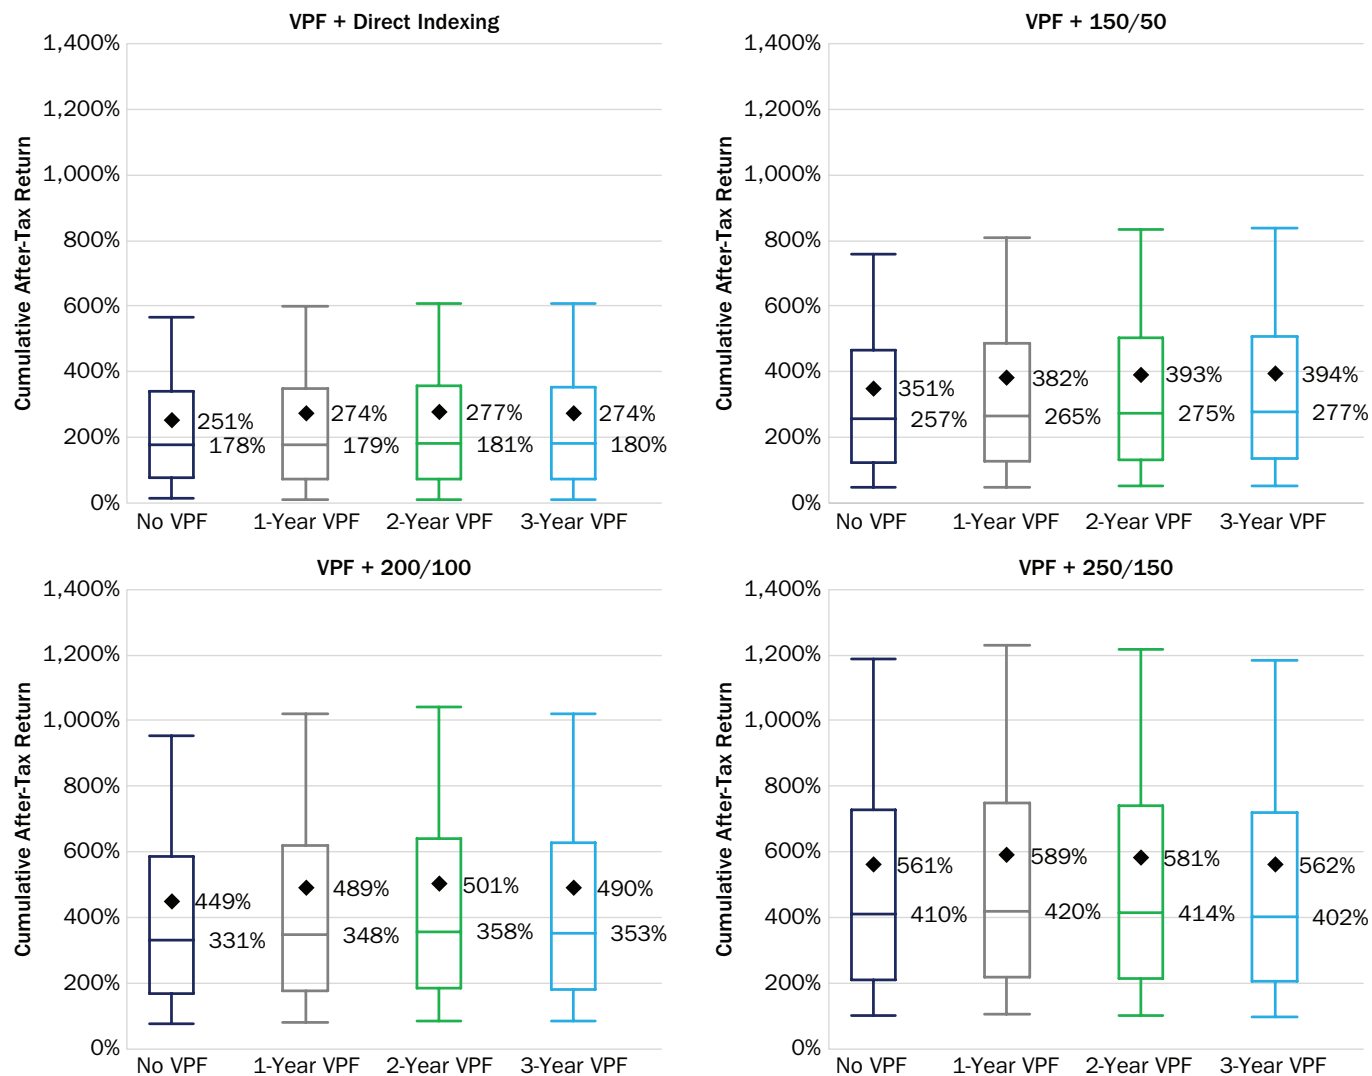 VPF + Direct Indexing
Cumulative After-Tax Return
1,400%
1,200%
1,000%
800%
600%
400%
200%
0%
251%
178%
274%
179%
277%
181%
274%
180%
No VPF
1-Year VPF
2-Year VPF
3-Year VPF
VPF + 150/50
Cumulative After-Tax Return
1,400%
1,200%
1,000%
800%
600%
400%
200%
0%
351%
257%
382%
265%
393%
275%
394%
277%
No VPF
1-Year VPF
2-Year VPF
3-Year VPF
VPF + 200/100
Cumulative After-Tax Return
1,400%
1,200%
1,000%
800%
600%
400%
200%
0%
449%
331%
489%
348%
501%
358%
490%
353%
No VPF
1-Year VPF
2-Year VPF
3-Year VPF
VPF + 250/150
Cumulative After-Tax Return
1,400%
1,200%
1,000%
800%
600%
400%
200%
0%
561%
410%
589%
420%
581%
414%
562%
402%
No VPF
1-Year VPF
2-Year VPF
3-Year VPF